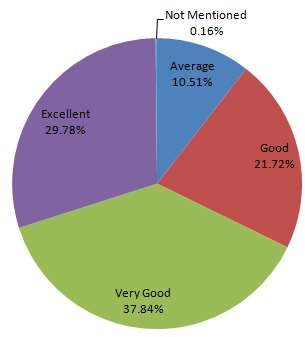 Not Mentioned
0.16%
Average
10.51%
Good
21.72%
Very Good
37.84%
Excellent
29.78%